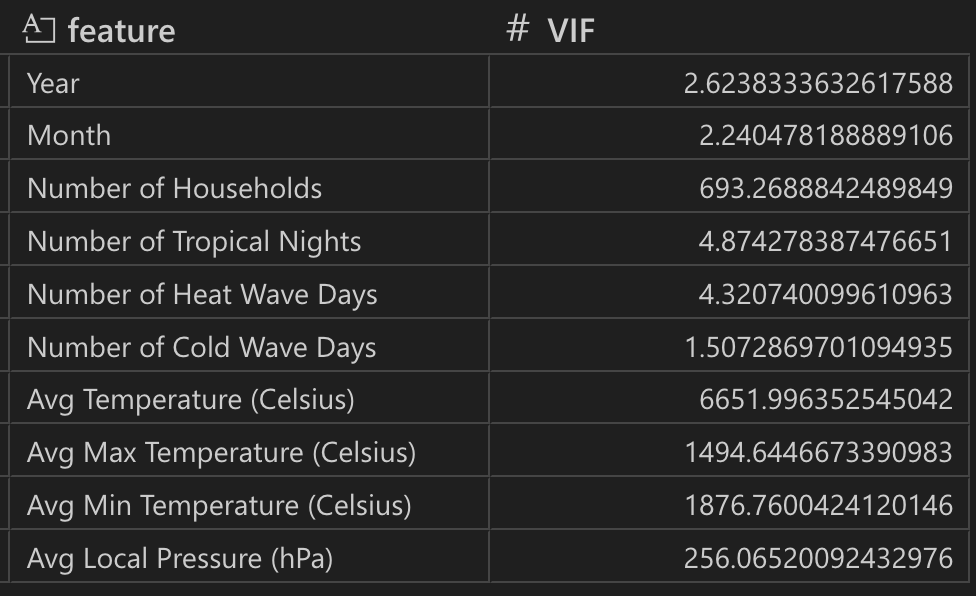 feature # VIF
Year 2.6238333632617588
Month 2.240478188889106
Number of Households 693.2688842489849
Number of Tropical Nights 4.874278387476651
Number of Heat Wave Days 4.320740099610963
Number of Cold Wave Days 1.5072869701094935
Avg Temperature (Celsius) 6651.996352545042
Avg Max Temperature (Celsius) 1494.6446673390983
Avg Min Temperature (Celsius) 1876.7600424120146
Avg Local Pressure (hPa) 256.06520092432976